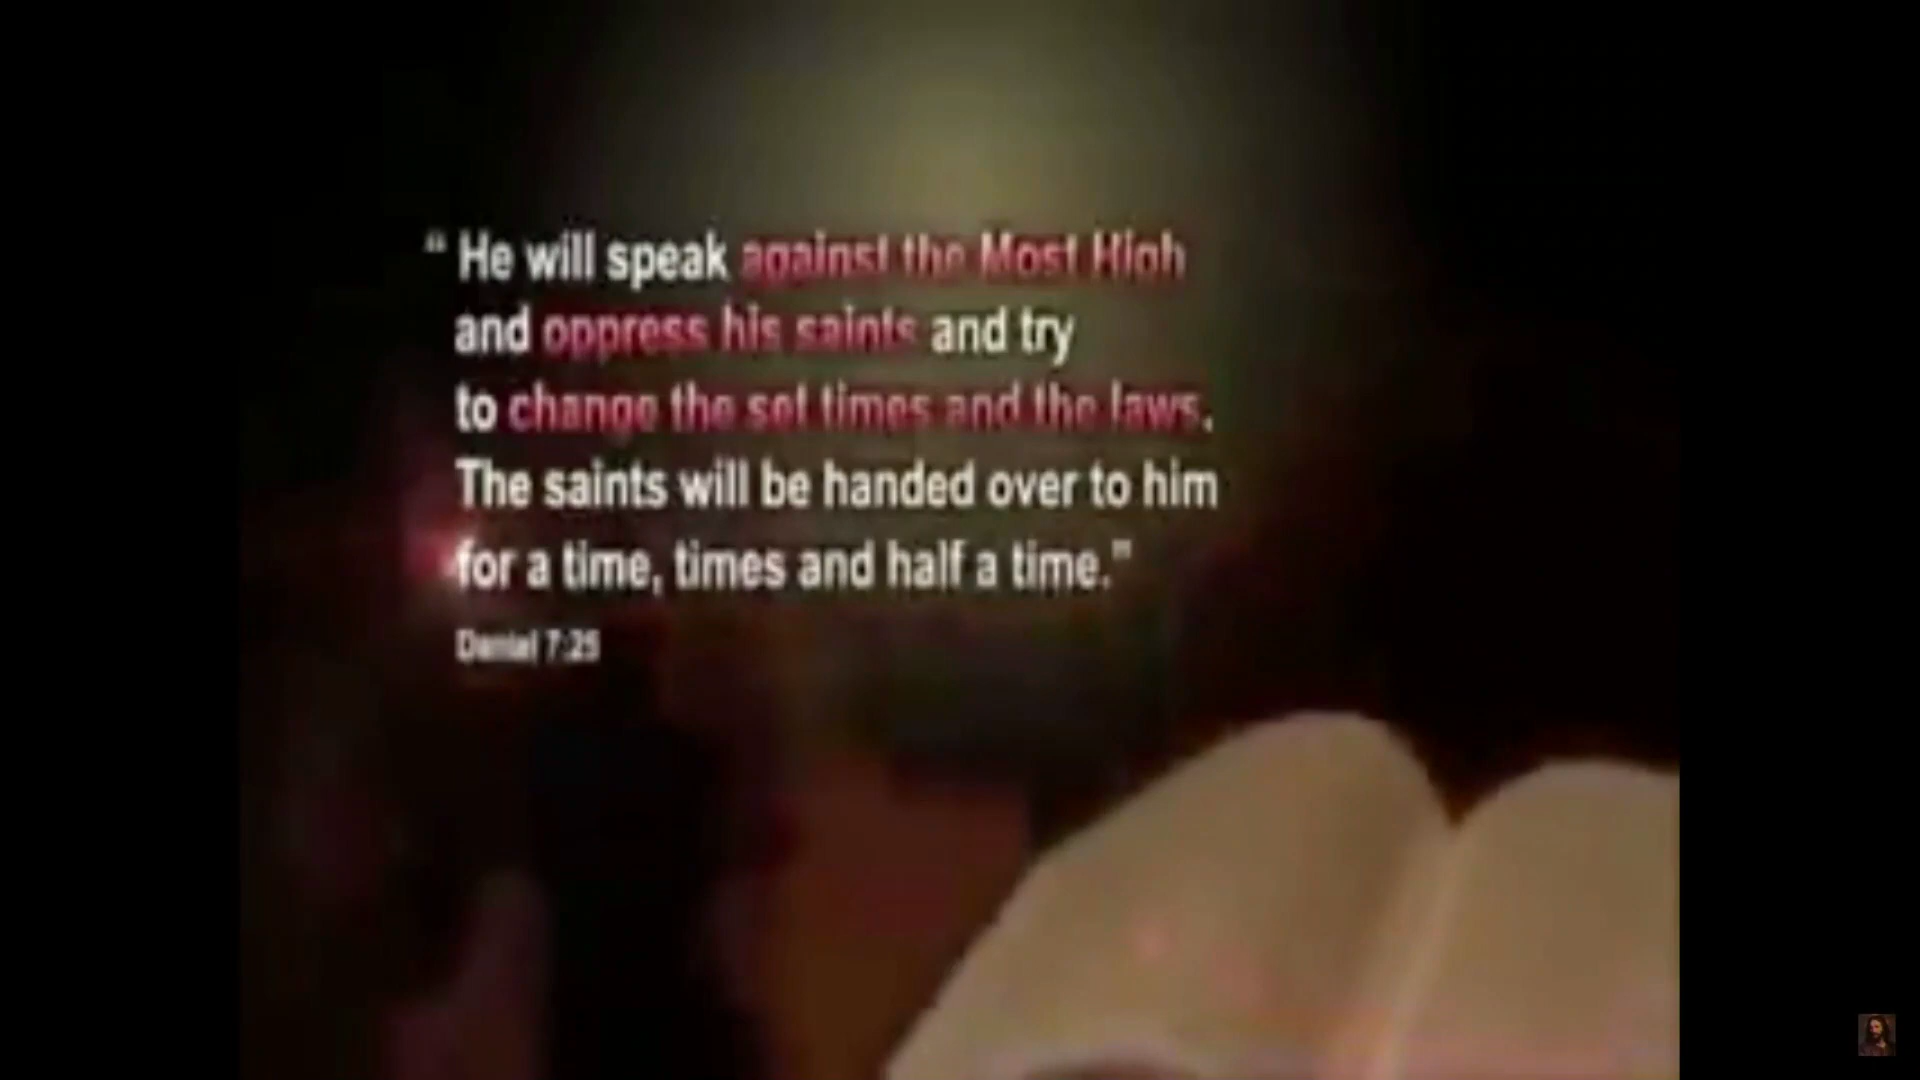 “ He will speak against the Most High
and oppress his saints and try
to change the set times and the laws.
The saints will be handed over to him
for a time, times and half a time.”
Daniel 7:25